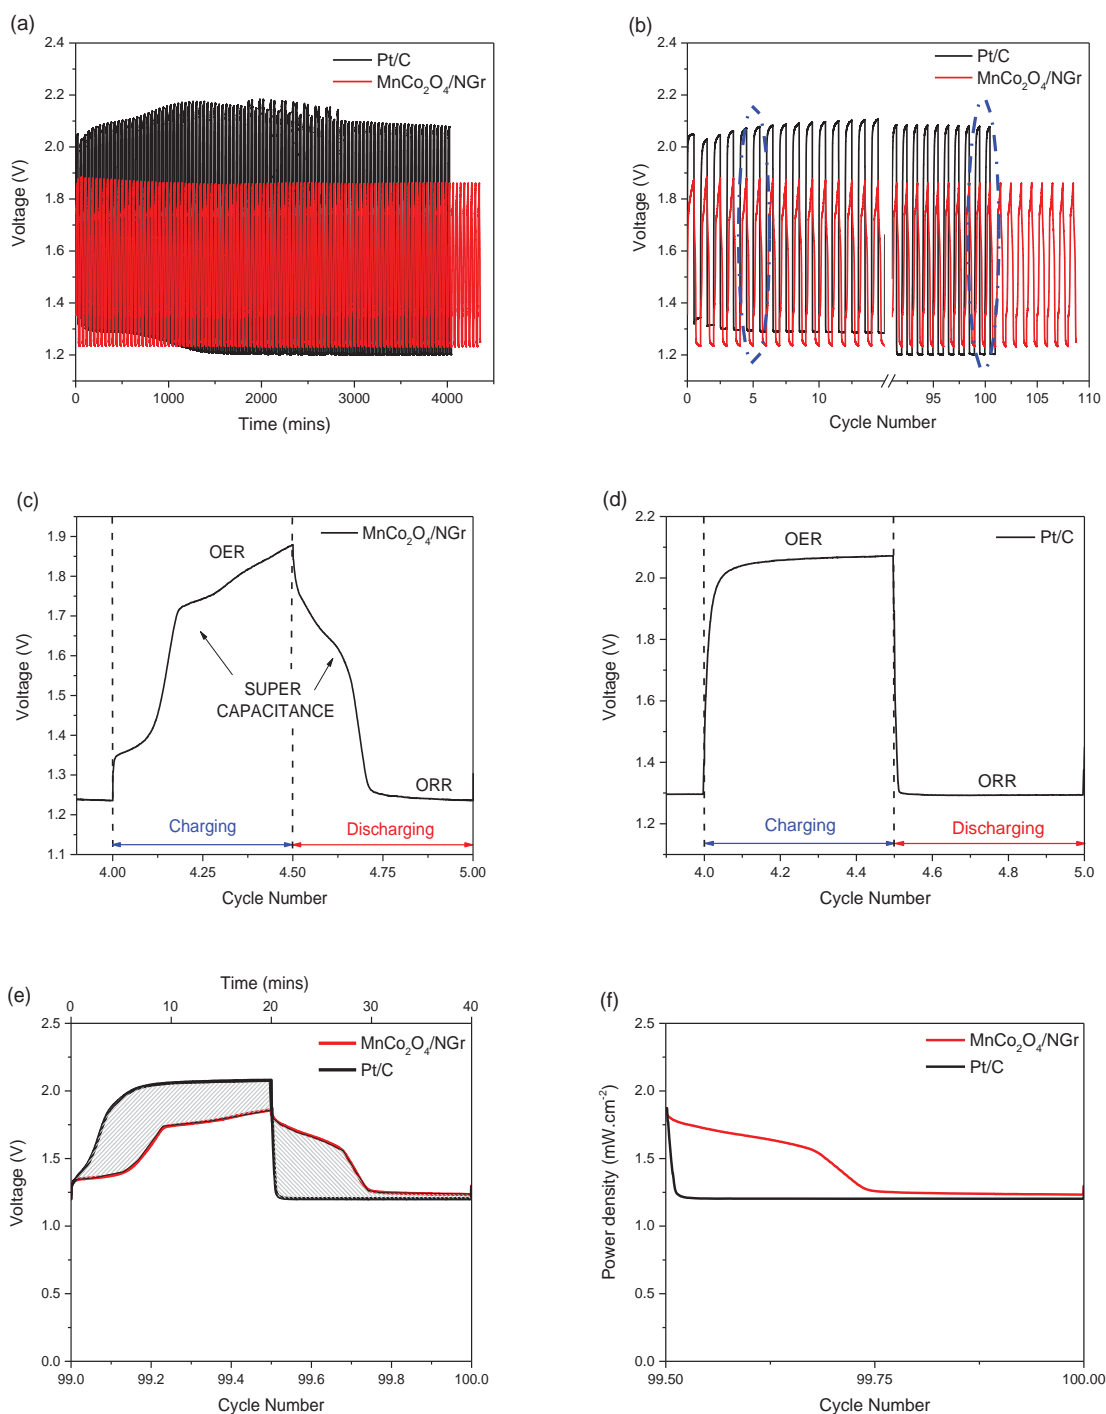 (a)
Pt/C
MnCo₂O₄/NGr
2.4
2.2
2.0
1.8
1.6
1.4
1.2
Voltage (V)
0 1000 2000 3000 4000
Time (mins)
(b)
Pt/C
MnCo₂O₄/NGr
2.4
2.2
2.0
1.8
1.6
1.4
1.2
Voltage (V)
0 5 10 95 100 105 110
Cycle Number
(c)
MnCo₂O₄/NGr
1.9
1.8
1.7
1.6
1.5
1.4
1.3
1.2
1.1
Voltage (V)
OER
SUPER
CAPACITANCE
ORR
Charging Discharging
4.00 4.25 4.50 4.75 5.00
Cycle Number
(d)
Pt/C
2.2
2.0
1.8
1.6
1.4
1.2
Voltage (V)
OER
ORR
Charging Discharging
4.0 4.2 4.4 4.6 4.8 5.0
Cycle Number
(e)
Time (mins)
0 10 20 30 40
MnCo₂O₄/NGr
Pt/C
2.5
2.0
1.5
1.0
0.5
0.0
Voltage (V)
99.0 99.2 99.4 99.6 99.8 100.0
Cycle Number
(f)
MnCo₂O₄/NGr
Pt/C
2.5
2.0
1.5
1.0
0.5
0.0
Power density (mW.cm⁻²)
99.50 99.75 100.00
Cycle Number